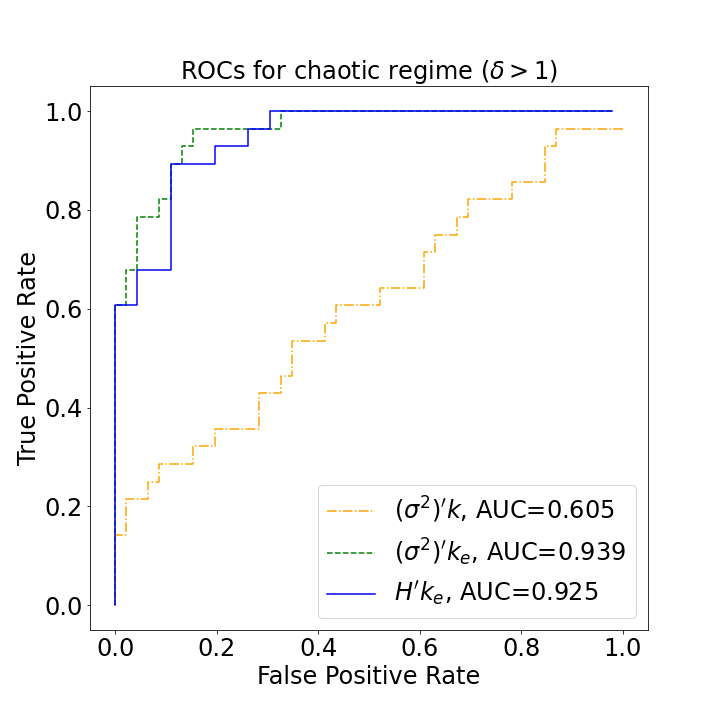 ROCs for chaotic regime (δ > 1)
1.0
0.8
0.6
0.4
0.2
0.0
True Positive Rate
0.0 0.2 0.4 0.6 0.8 1.0
False Positive Rate
(σ²)′k, AUC=0.605
(σ²)′kₑ, AUC=0.939
H′kₑ, AUC=0.925